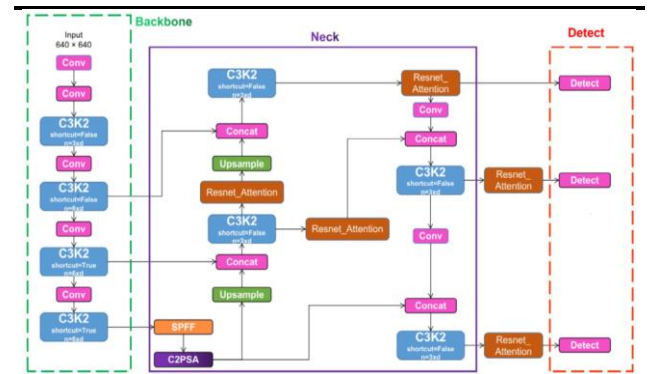 Backbone
Input
640 × 640
Conv
Conv
C3K2
shortcut=False
n=3xd
Conv
C3K2
shortcut=False
n=6xd
Conv
C3K2
shortcut=True
n=6xd
Conv
C3K2
shortcut=True
n=6xd
Neck
C3K2
shortcut=False
n=3xd
Concat
Upsample
Resnet_Attention
C3K2
shortcut=False
n=3xd
Concat
Upsample
SPFF
C2PSA
Resnet_Attention
Resnet_
Attention
Conv
Concat
C3K2
shortcut=False
n=3xd
Conv
Concat
C3K2
shortcut=False
n=3xd
Resnet_
Attention
Resnet_
Attention
Detect
Detect
Detect
Detect